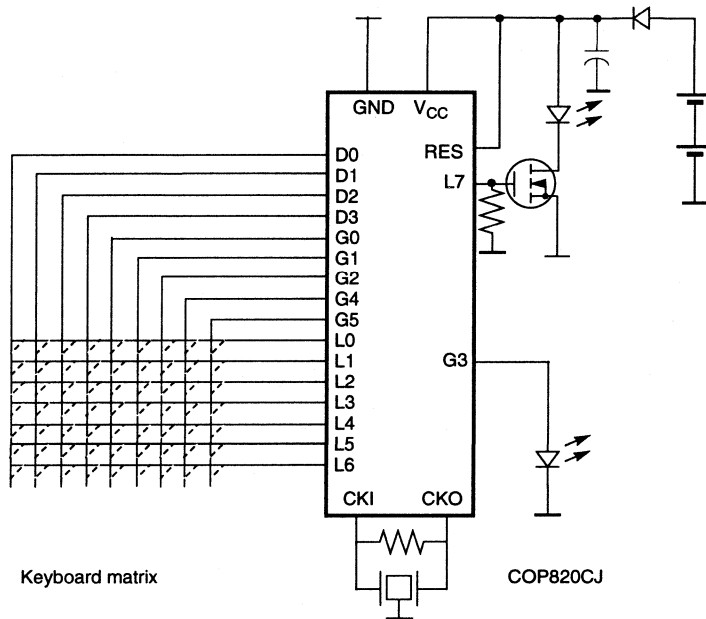 GND VCC
RES
D0
D1
L7
D2
D3
G0
G1
G2
G4
G5
L0
L1
G3
L2
L3
L4
L5
L6
CKI CKO
Keyboard matrix
COP820CJ